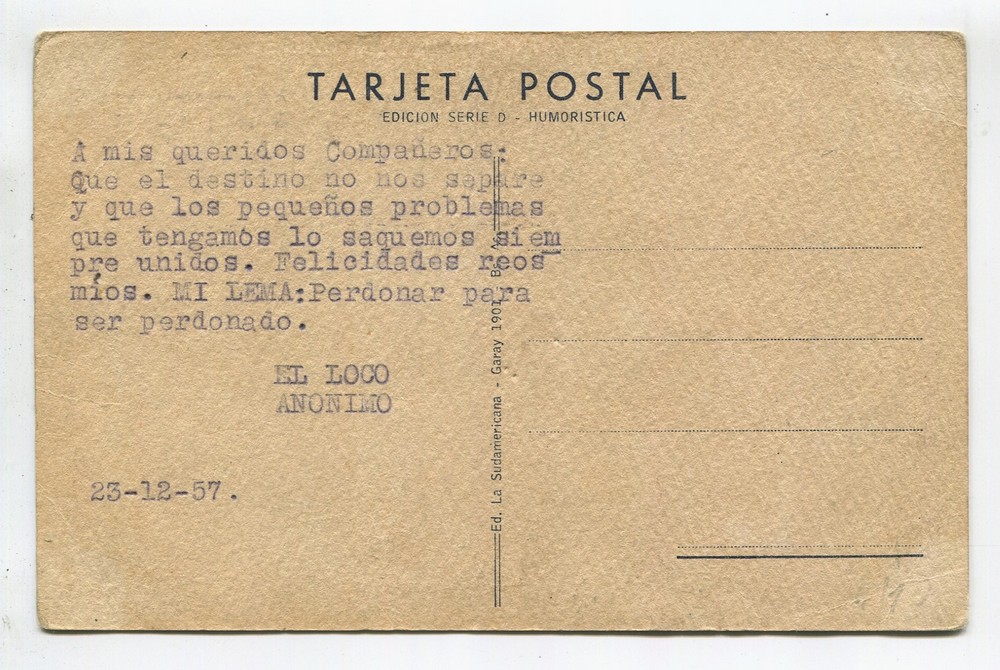 TARJETA POSTAL
EDICION SERIE D - HUMORISTICA
A mis queridos Compañeros:
Que el destino no nos separe
y que los pequeños problemas
que tengamos lo saquemos siem
pre unidos. Felicidades reos
míos. MI LEMA:Perdonar para
ser perdonado.
EL LOCO
ANONIMO
23-12-57.
Ed. La Sudamericana - Garay 1901 Bs. As.